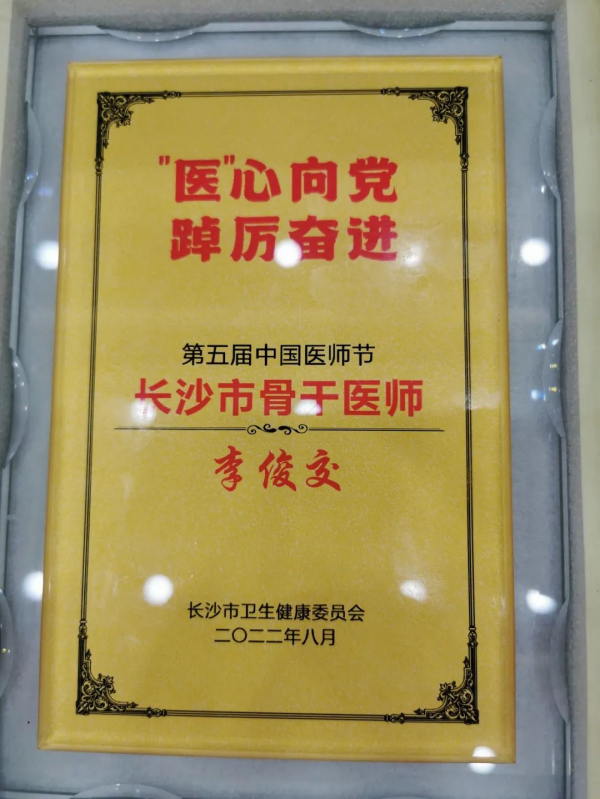 "医"心向党
踔厉奋进
第五届中国医师节
长沙市骨干医师
李俊交
长沙市卫生健康委员会
二〇二二年八月